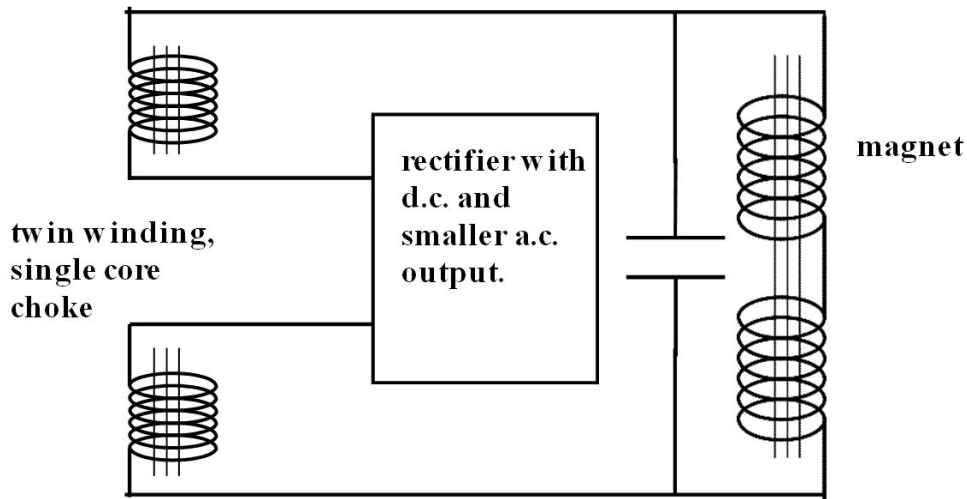 rectifier with
d.c. and
smaller a.c.
output.
magnet
twin winding,
single core
choke